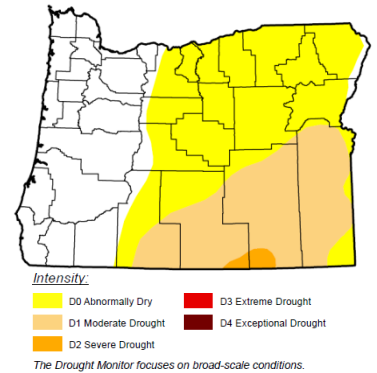 Intensity:
D0 Abnormally Dry
D3 Extreme Drought
D1 Moderate Drought
D4 Exceptional Drought
D2 Severe Drought
The Drought Monitor focuses on broad-scale conditions.